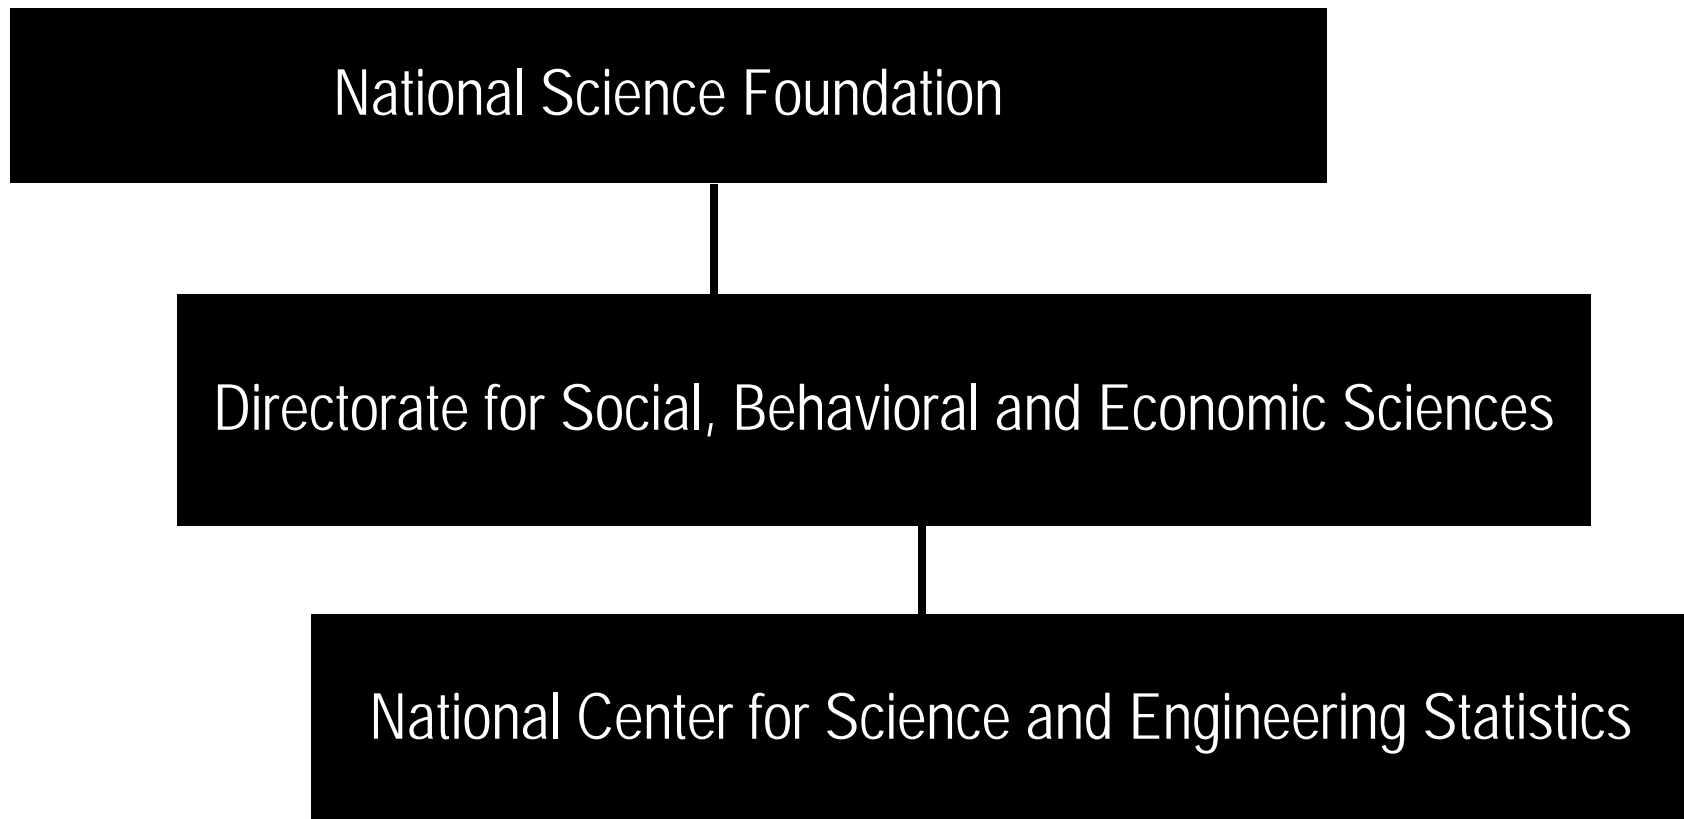 National Science Foundation
Directorate for Social, Behavioral and Economic Sciences
National Center for Science and Engineering Statistics